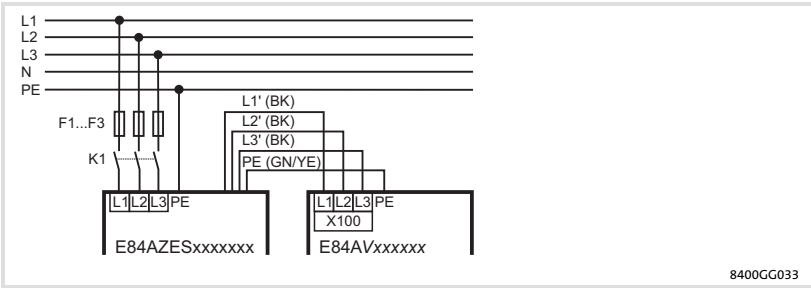 L1
L2
L3
N
PE
L1' (BK)
F1...F3
L2' (BK)
L3' (BK)
K1
PE (GN/YE)
L1 L2 L3 PE
L1 L2 L3 PE
X100
E84AZESxxxxxxx
E84AVxxxxxx
8400GG033